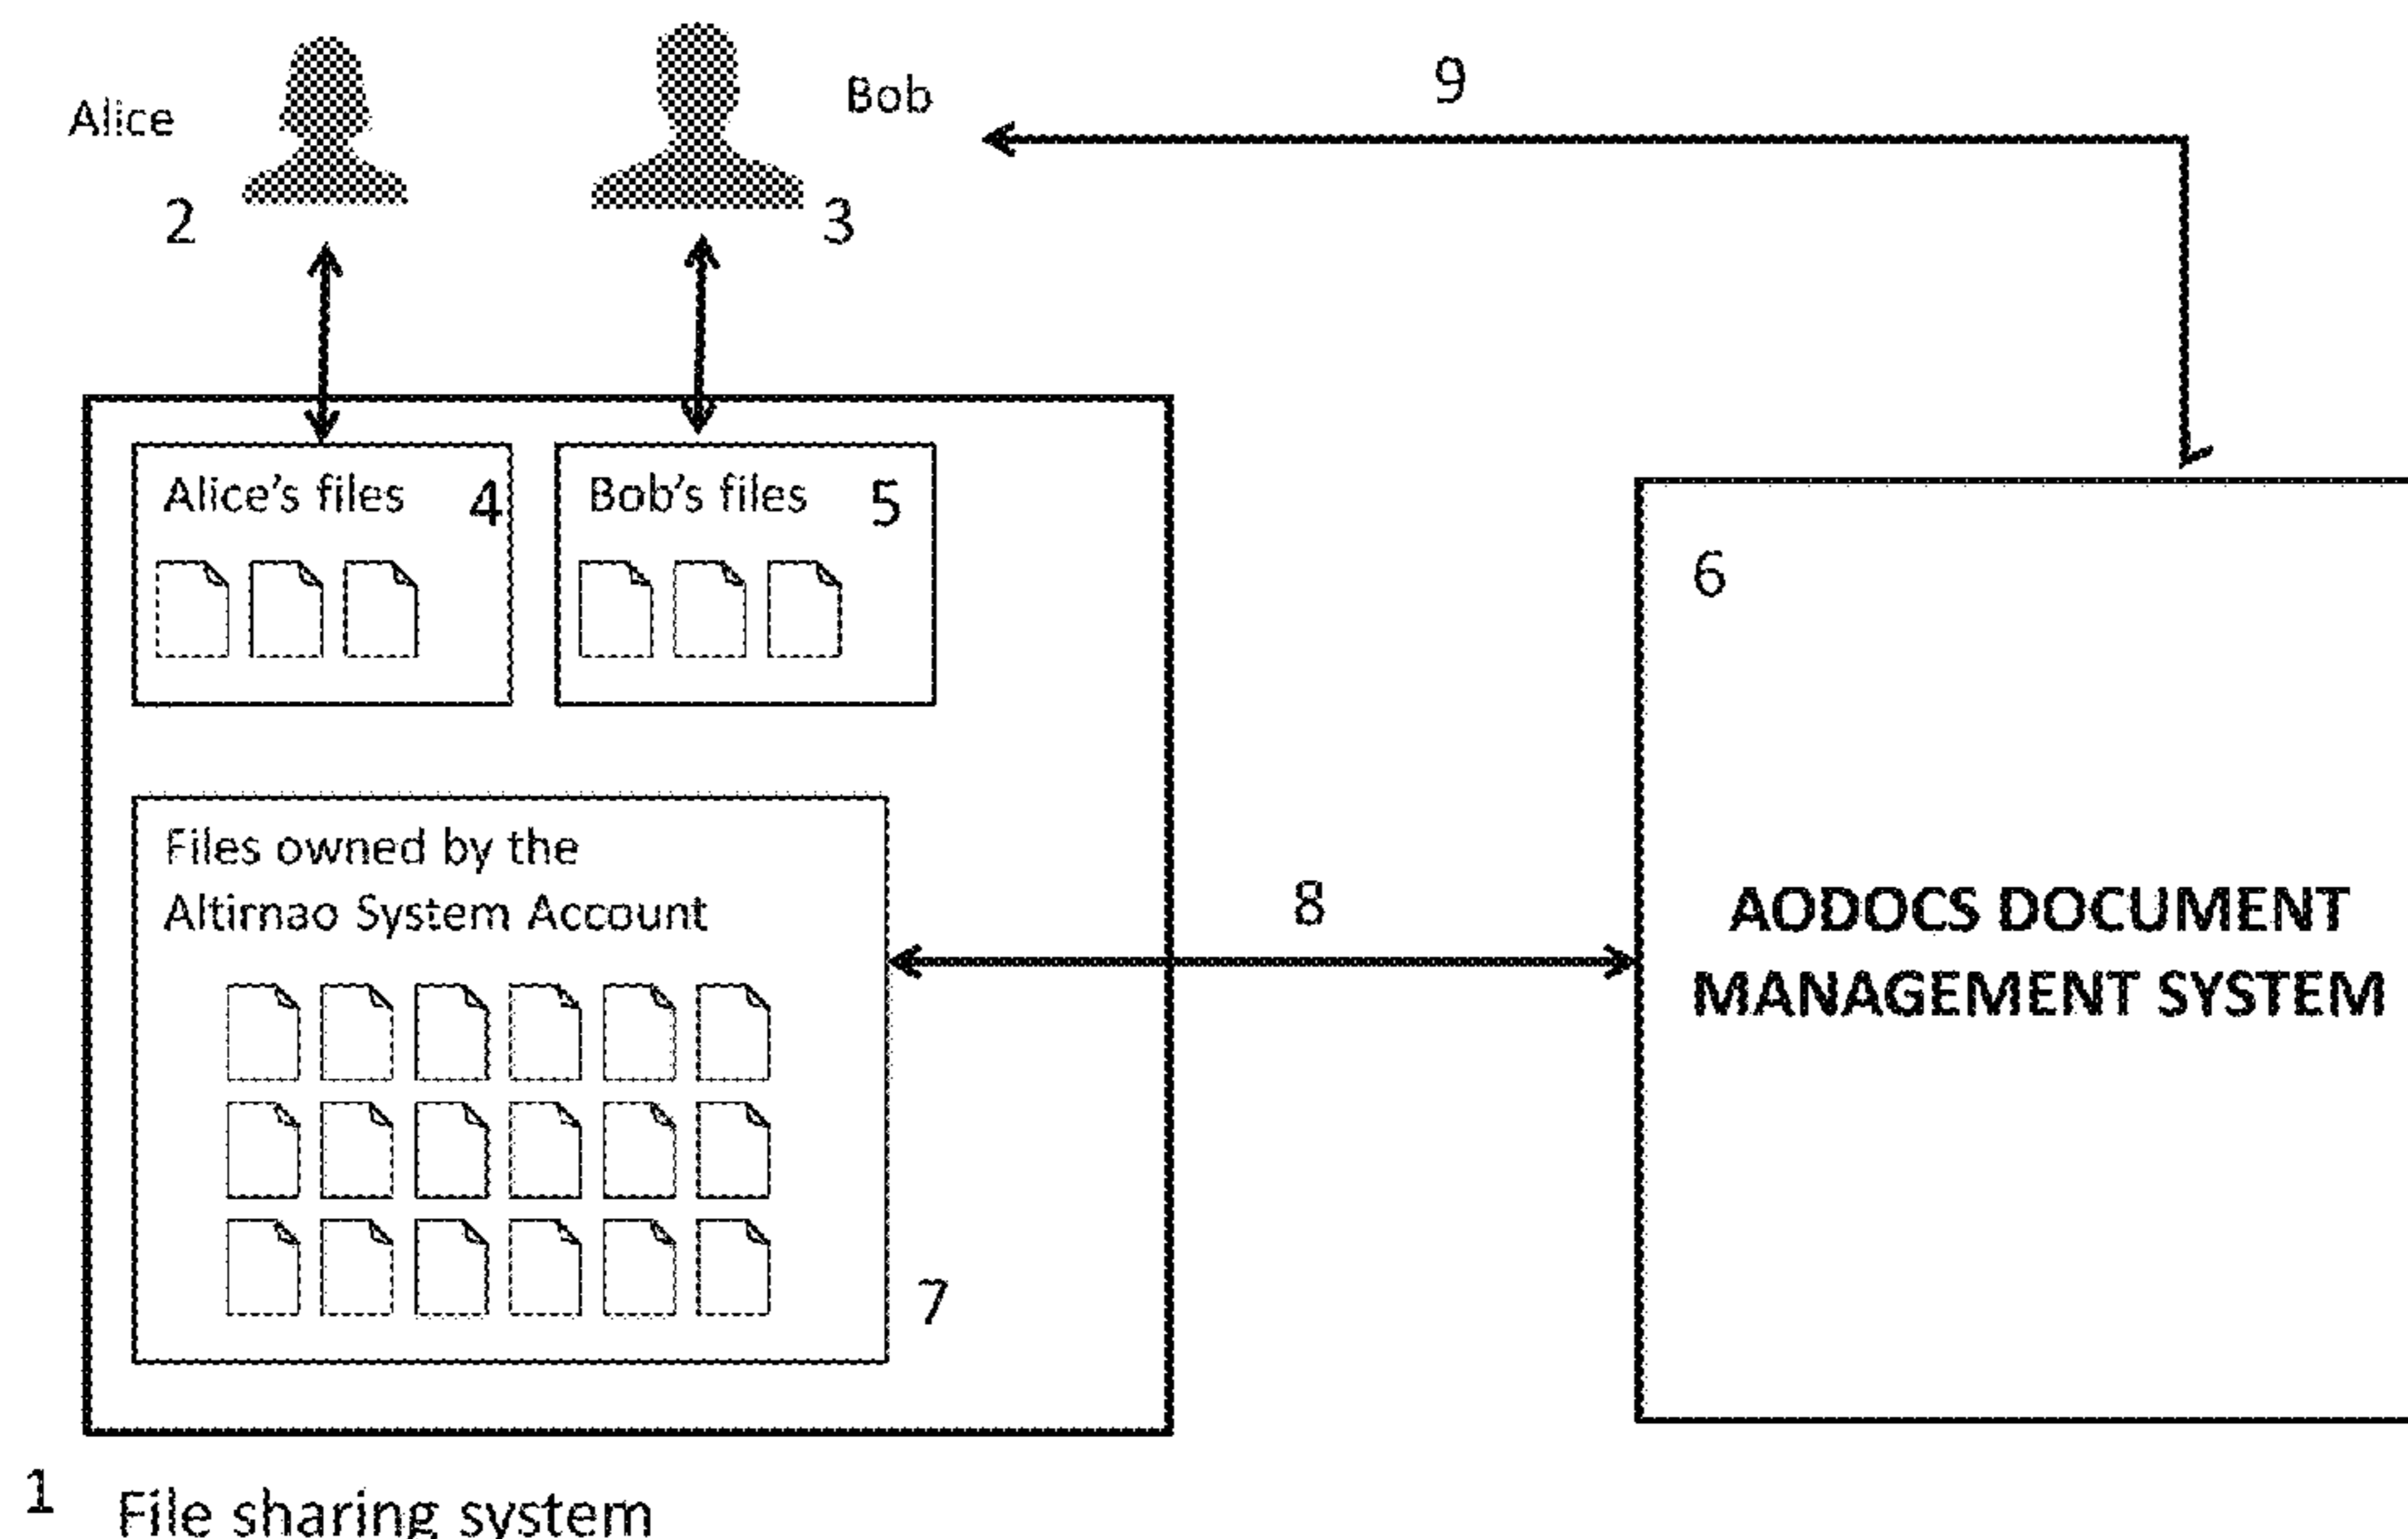 Alice
Bob
9
2
3
Alice's files 4
Bob's files 5
6
Files owned by the
Altirnao System Account
8
AODOCS DOCUMENT
MANAGEMENT SYSTEM
7
1 File sharing system